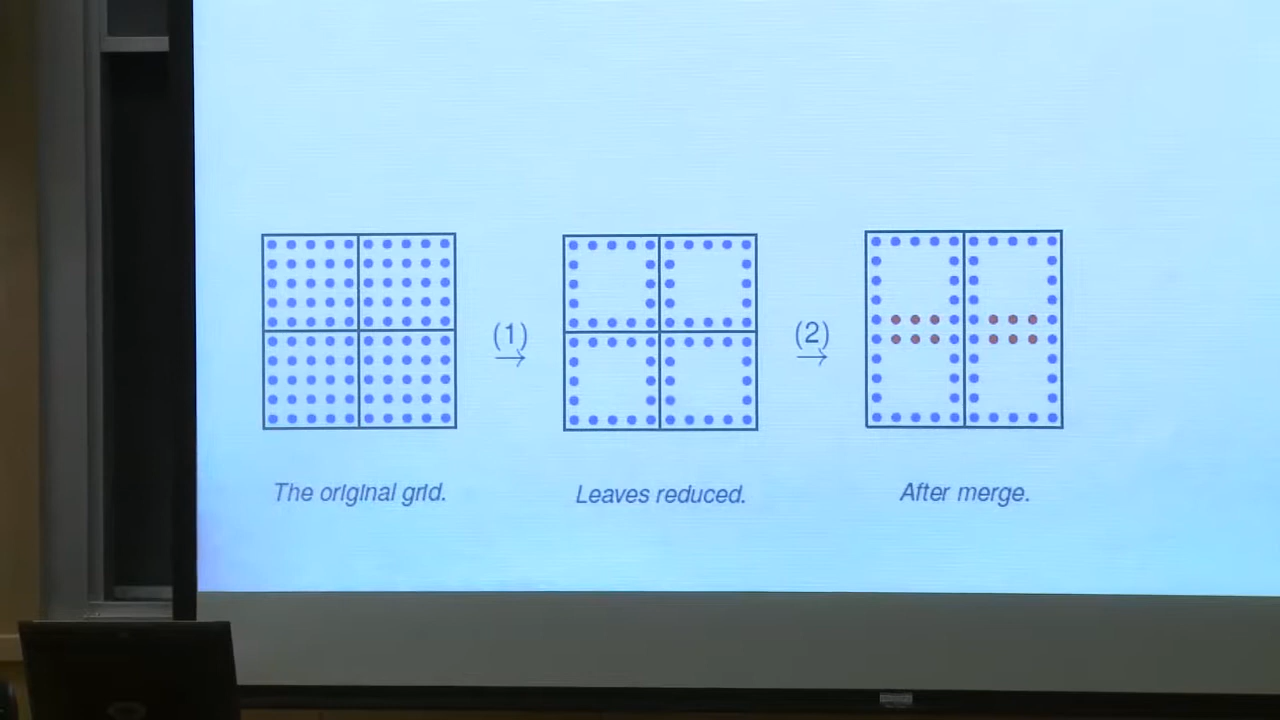 (1)
→
(2)
→
The original grid.
Leaves reduced.
After merge.